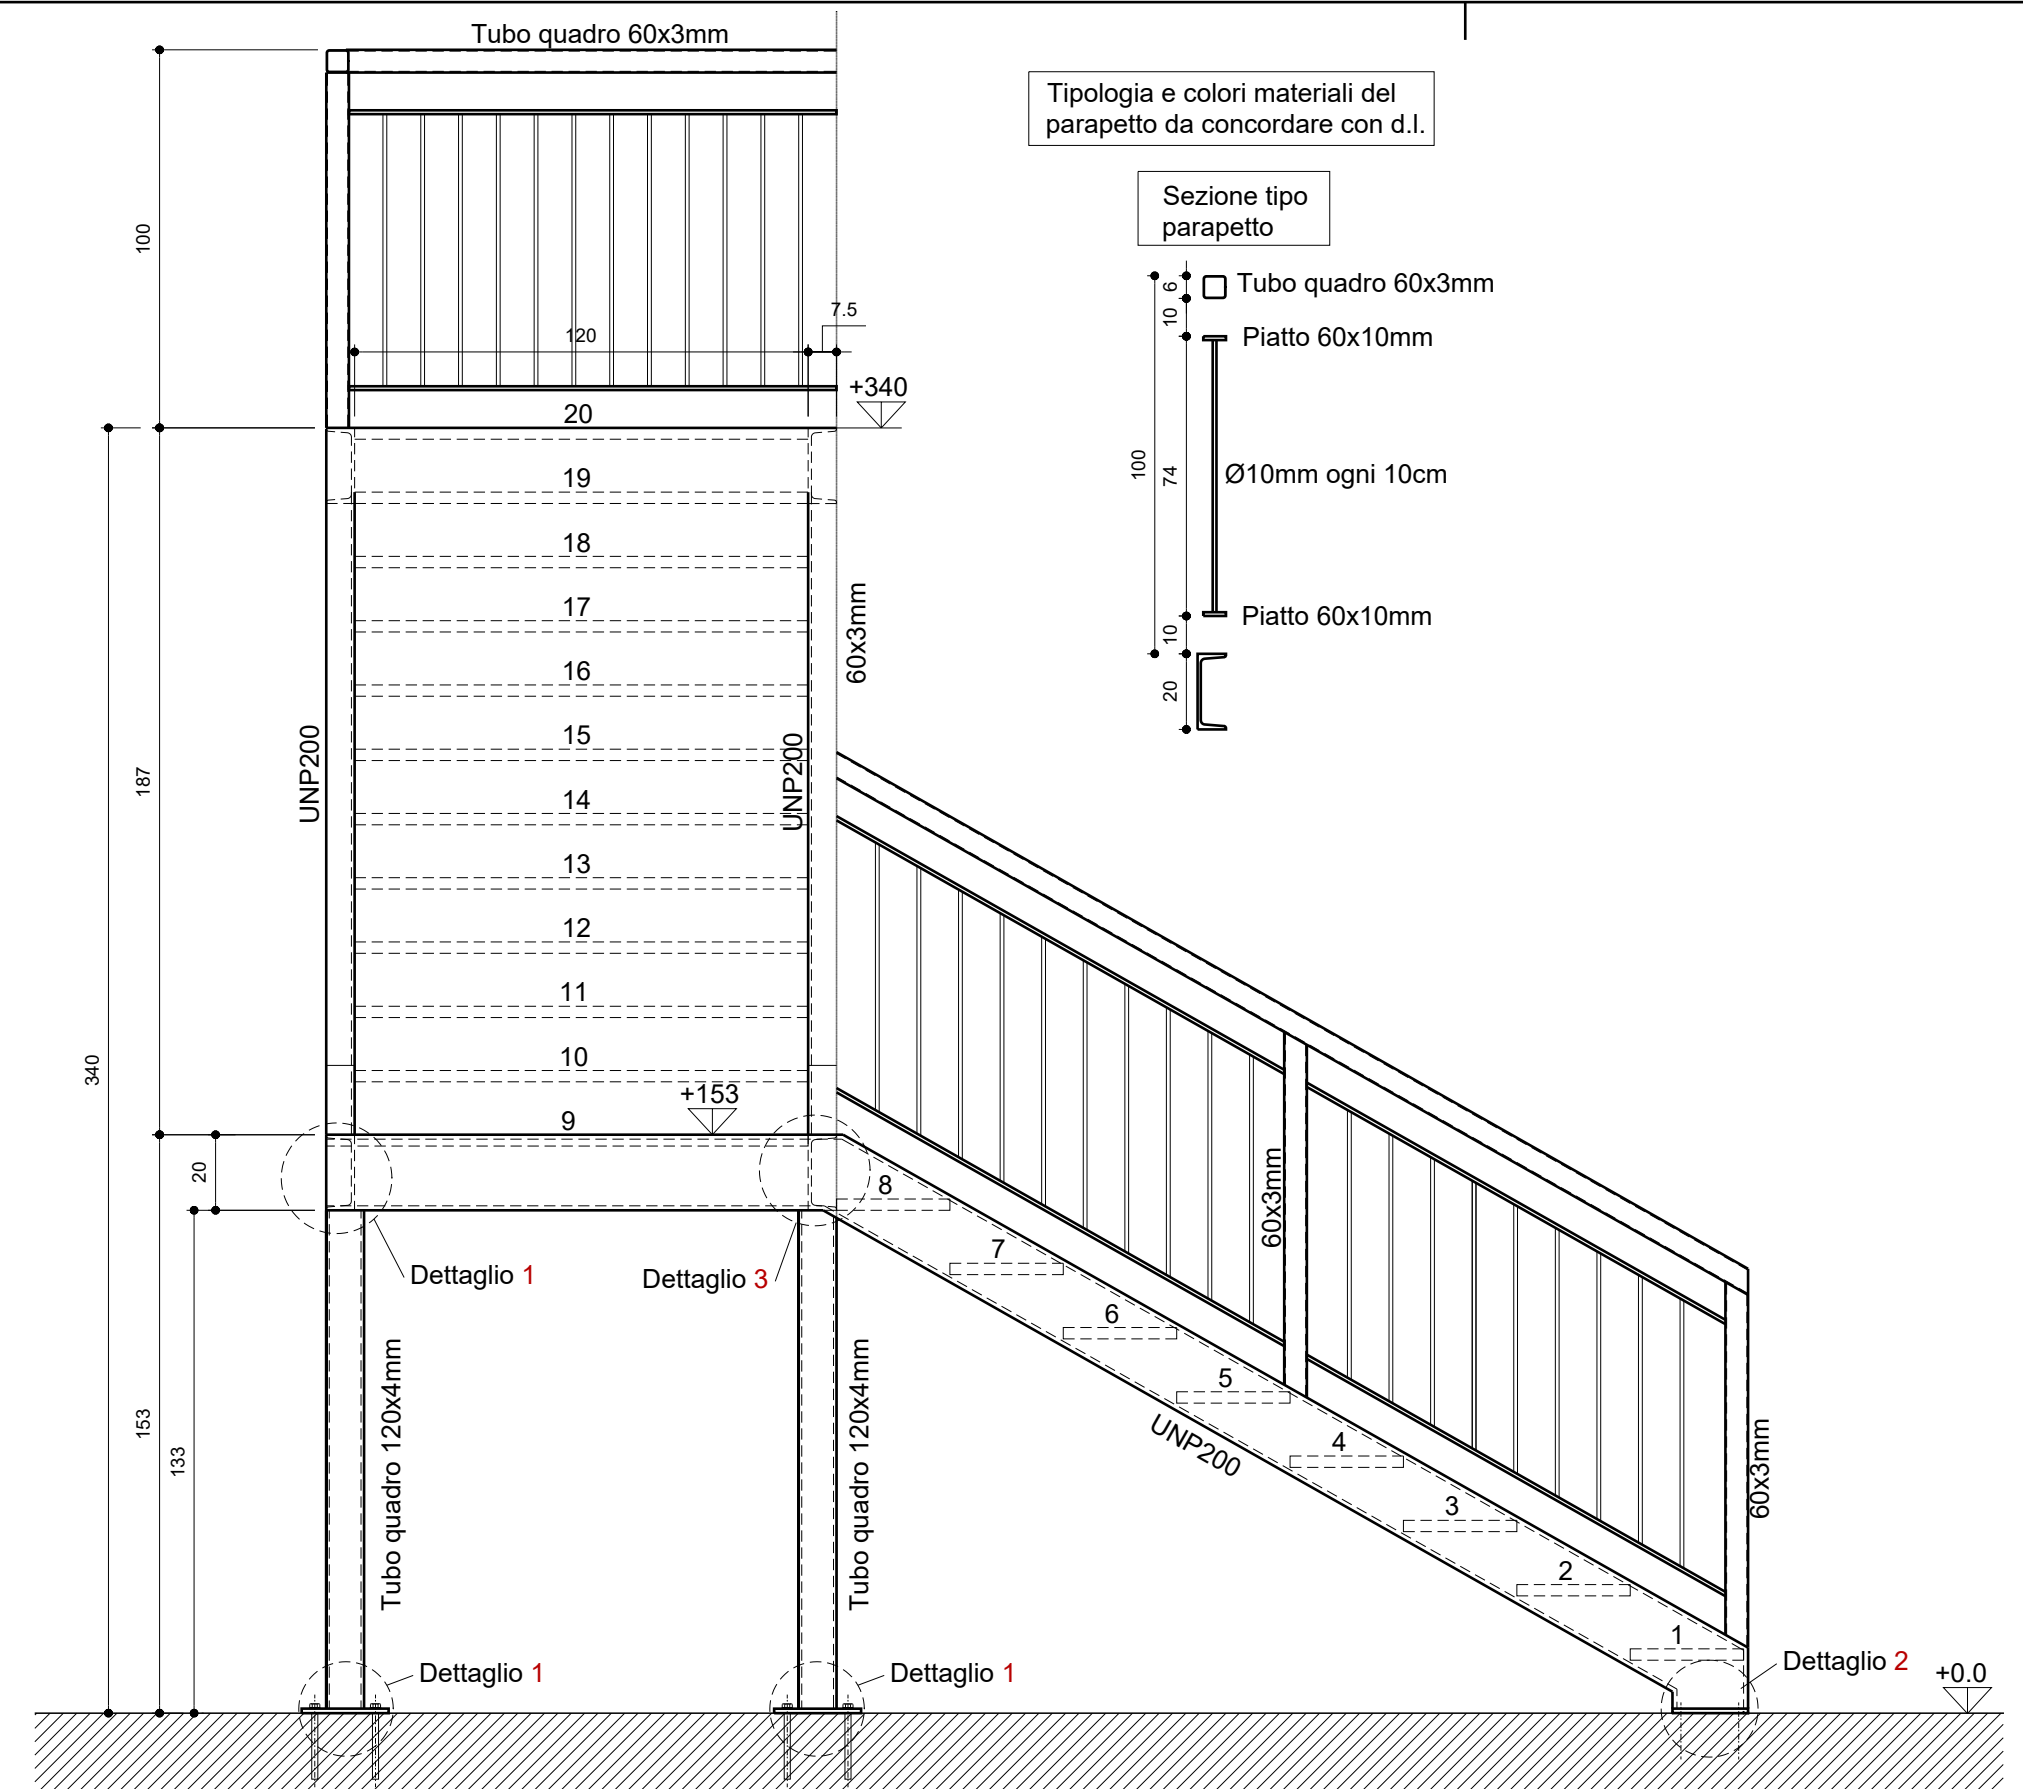 Tubo quadro 60x3mm
Tipologia e colori materiali del
parapetto da concordare con d.l.
Sezione tipo
parapetto
100
6
Tubo quadro 60x3mm
10
Piatto 60x10mm
100
74
Ø10mm ogni 10cm
Piatto 60x10mm
10
20
7.5
120
+340
20
19
18
17
16
15
14
13
12
11
10
+153
9
60x3mm
UNP200
UNP200
187
340
20
8
7
6
5
4
3
2
1
60x3mm
UNP200
60x3mm
Dettaglio 1
Dettaglio 3
Tubo quadro 120x4mm
Tubo quadro 120x4mm
153
133
Dettaglio 1
Dettaglio 1
Dettaglio 2
+0.0